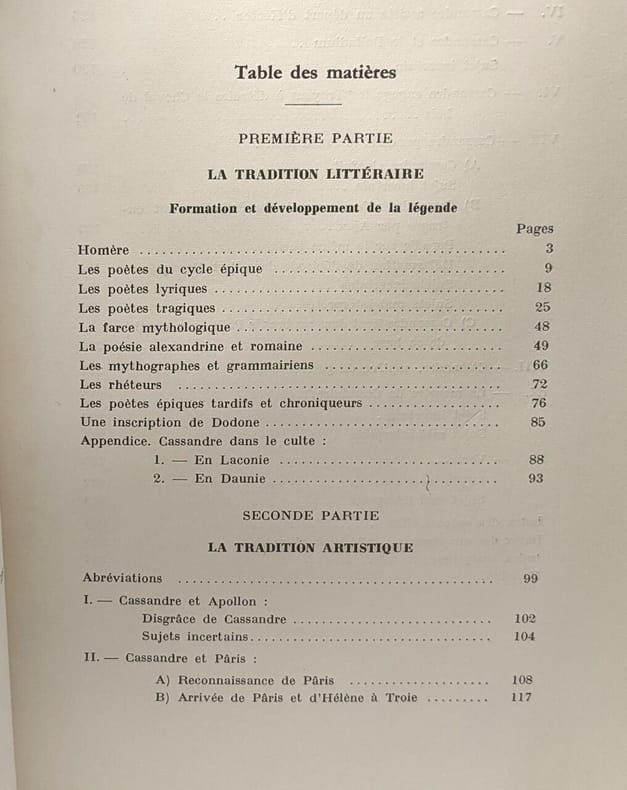 Table des matières
PREMIÈRE PARTIE
LA TRADITION LITTÉRAIRE
Formation et développement de la légende
Pages
Homère ........................................ 3
Les poètes du cycle épique ............................... 9
Les poètes lyriques ....................................... 18
Les poètes tragiques ...................................... 25
La farce mythologique .................................... 48
La poésie alexandrine et romaine .......................... 49
Les mythographes et grammairiens ........................ 66
Les rhéteurs ........................................... 72
Les poètes épiques tardifs et chroniqueurs .................. 76
Une inscription de Dodone ............................... 85
Appendice. Cassandre dans le culte :
1. — En Laconie ............................. 88
2. — En Daunie .............................. 93
SECONDE PARTIE
LA TRADITION ARTISTIQUE
Abréviations .......................................... 99
I. — Cassandre et Apollon :
Disgrâce de Cassandre ........................... 102
Sujets incertains ................................. 104
II. — Cassandre et Pâris :
A) Reconnaissance de Pâris ................... 108
B) Arrivée de Pâris et d'Hélène à Troie ......... 117